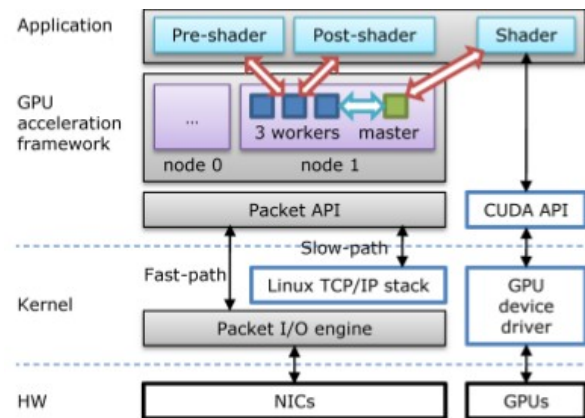 Application
Pre-shader
Post-shader
Shader
GPU
acceleration
framework
...
3 workers
master
node 0
node 1
Packet API
CUDA API
Slow-path
Fast-path
Kernel
Linux TCP/IP stack
GPU
device
driver
Packet I/O engine
HW
NICs
GPUs